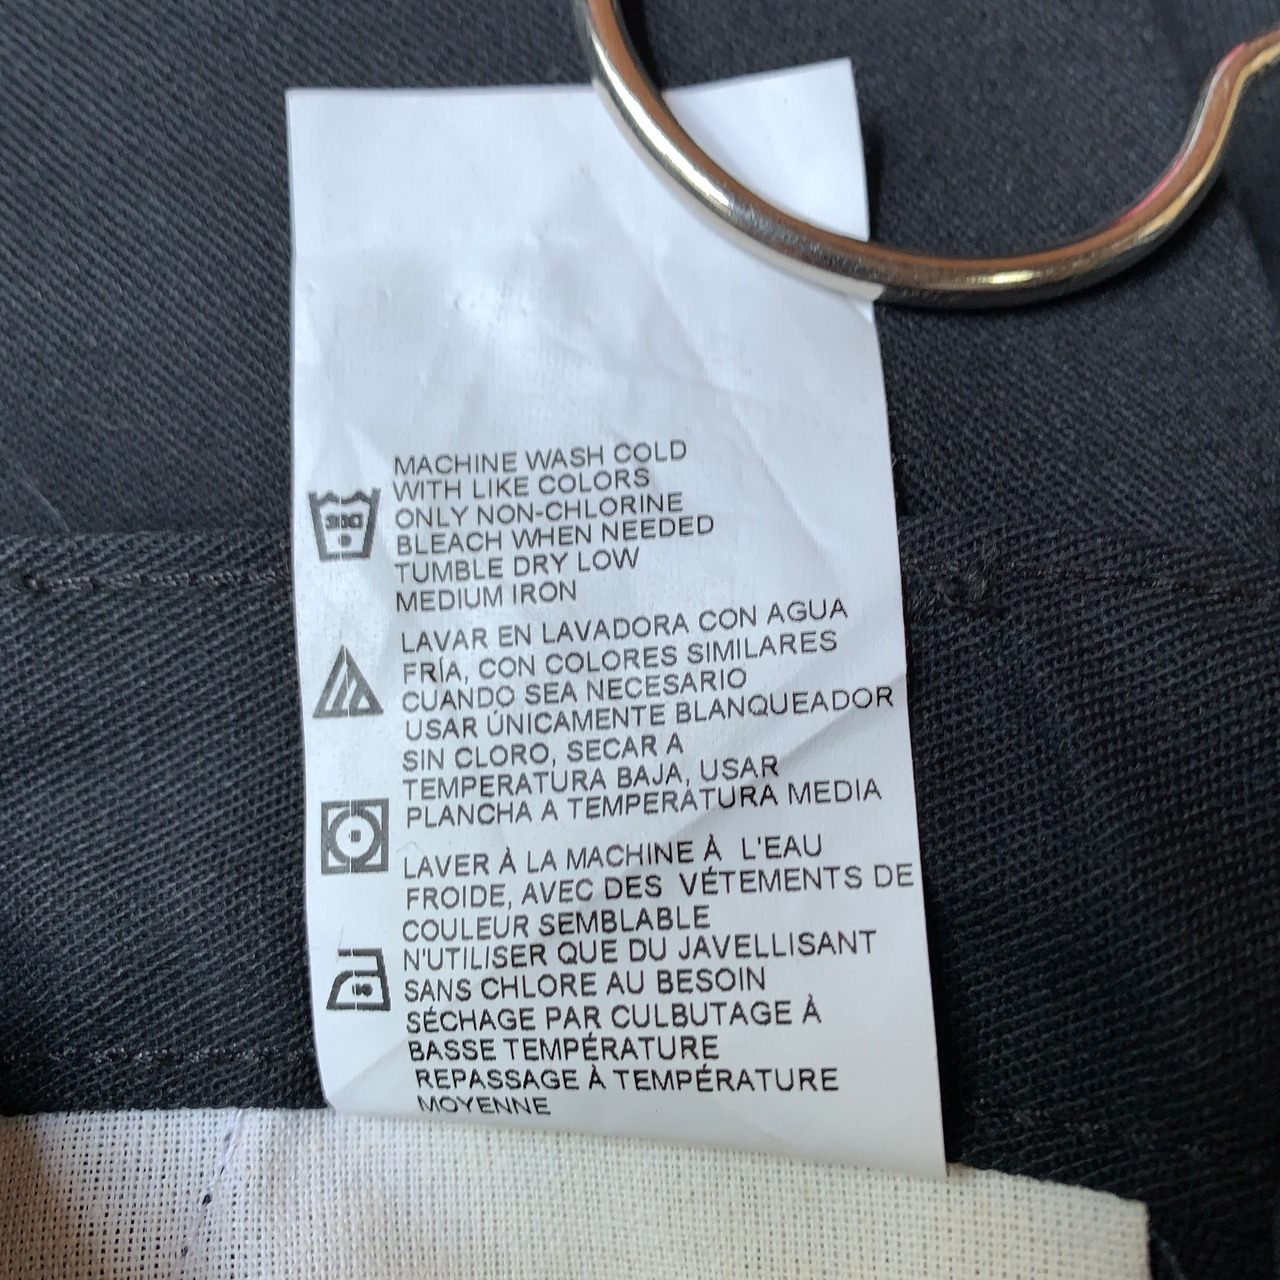 MACHINE WASH COLD
WITH LIKE COLORS
ONLY NON-CHLORINE
BLEACH WHEN NEEDED
TUMBLE DRY LOW
MEDIUM IRON
LAVAR EN LAVADORA CON AGUA
FRÍA, CON COLORES SIMILARES
CUANDO SEA NECESARIO
USAR ÚNICAMENTE BLANQUEADOR
SIN CLORO, SECAR A
TEMPERATURA BAJA, USAR
PLANCHA A TEMPERATURA MEDIA
LAVER À LA MACHINE À L'EAU
FROIDE, AVEC DES VÉTEMENTS DE
COULEUR SEMBLABLE
N'UTILISER QUE DU JAVELLISANT
SANS CHLORE AU BESOIN
SÉCHAGE PAR CULBUTAGE À
BASSE TEMPÉRATURE
REPASSAGE À TEMPÉRATURE
MOYENNE